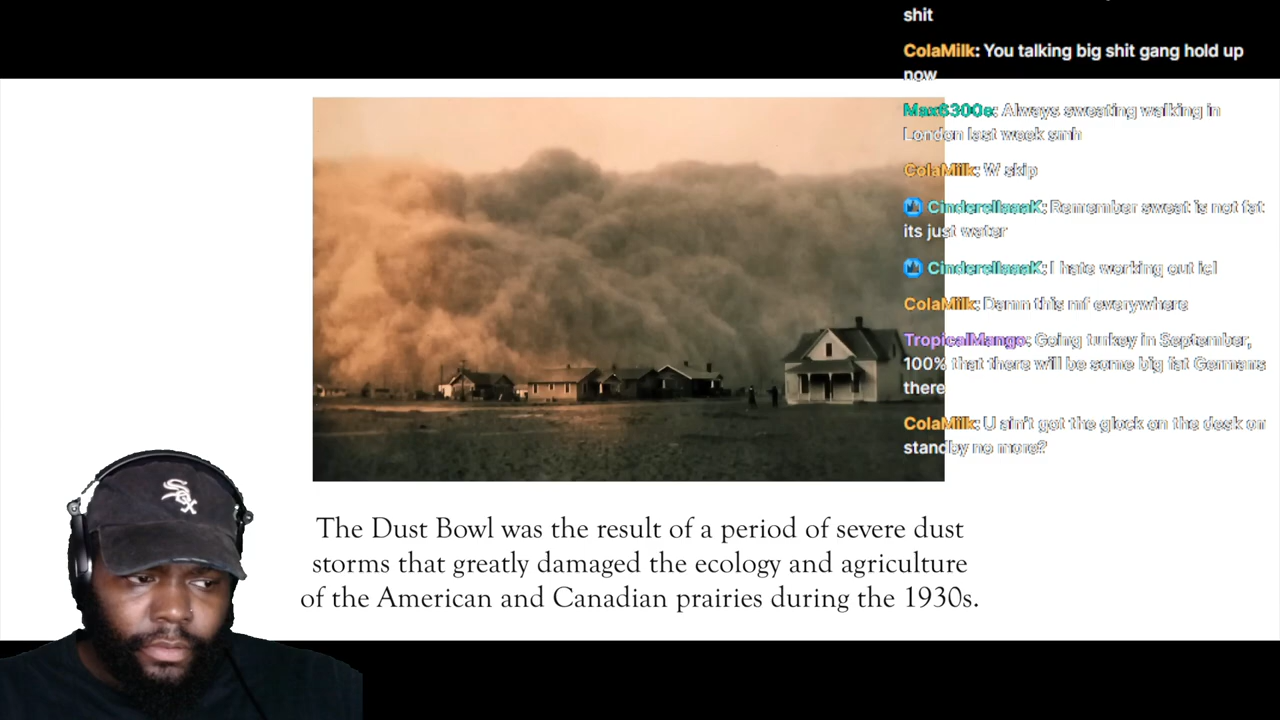 shit
ColaMilk: You talking big shit gang hold up
now
Max8300e: Always sweating walking in
London last week smh
ColaMilk: W skip
CinderellaaaK: Remember sweat is not fat
its just water
CinderellaaaK: I hate working out icl
ColaMilk: Damn this mf everywhere
TropicalMango: Going turkey in September,
100% that there will be some big fat Germans
there
ColaMilk: U ain't got the glock on the desk on
standby no more?
The Dust Bowl was the result of a period of severe dust
storms that greatly damaged the ecology and agriculture
of the American and Canadian prairies during the 1930s.
Sox